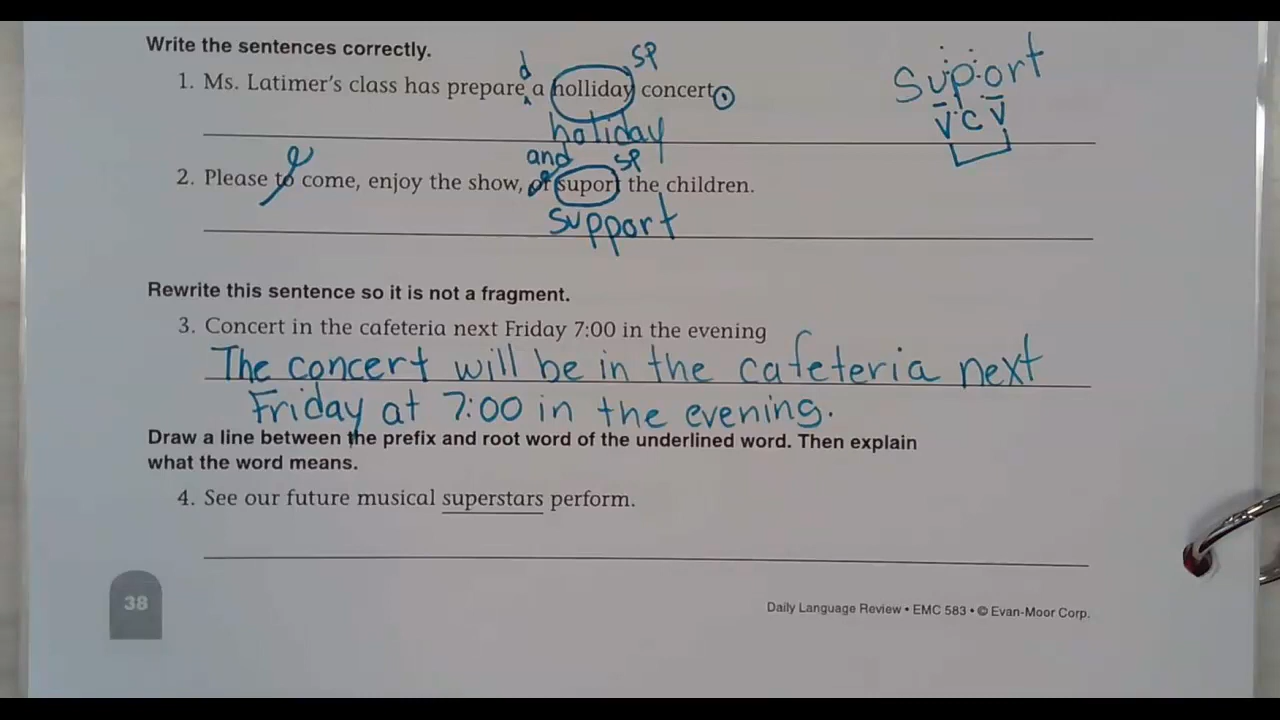 Write the sentences correctly.
d sp
1. Ms. Latimer's class has prepare a holliday concert.
holiday
and sp
2. Please to come, enjoy the show, of suport the children.
support
Suport
VCV
Rewrite this sentence so it is not a fragment.
3. Concert in the cafeteria next Friday 7:00 in the evening
The concert will be in the cafeteria next
Friday at 7:00 in the evening.
Draw a line between the prefix and root word of the underlined word. Then explain
what the word means.
4. See our future musical superstars perform.
38
Daily Language Review • EMC 583 • © Evan-Moor Corp.